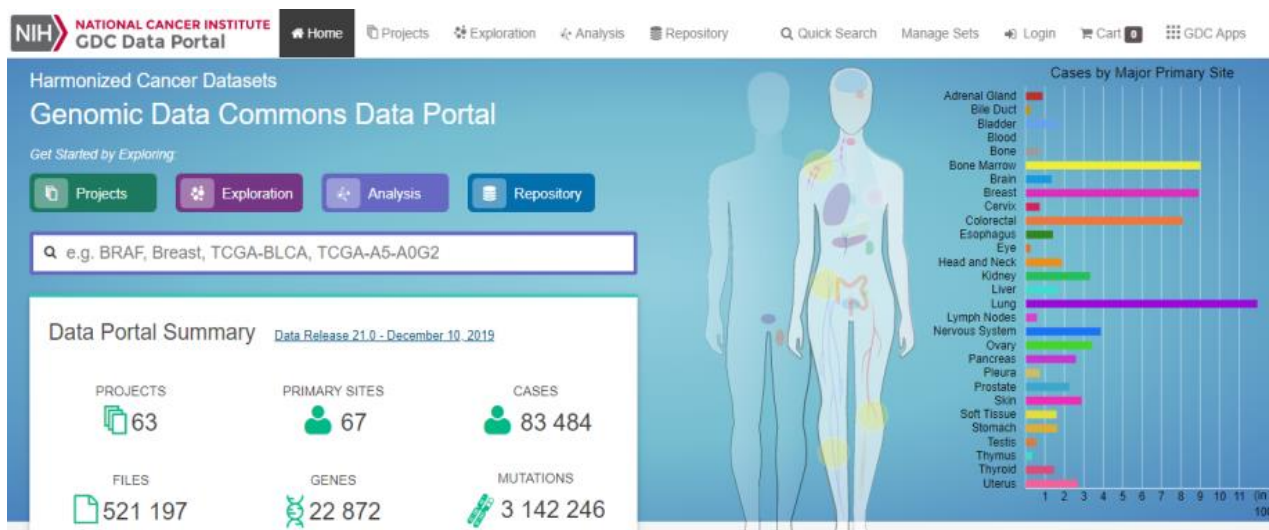 NIH NATIONAL CANCER INSTITUTE
GDC Data Portal
Home
Projects
Exploration
Analysis
Repository
Quick Search
Manage Sets
Login
Cart 0
GDC Apps
Harmonized Cancer Datasets
Genomic Data Commons Data Portal
Get Started by Exploring:
Projects
Exploration
Analysis
Repository
e.g. BRAF, Breast, TCGA-BLCA, TCGA-A5-A0G2
Data Portal Summary
Data Release 21.0 - December 10, 2019
PROJECTS
63
PRIMARY SITES
67
CASES
83 484
FILES
521 197
GENES
22 872
MUTATIONS
3 142 246
Cases by Major Primary Site
Adrenal Gland
Bile Duct
Bladder
Blood
Bone
Bone Marrow
Brain
Breast
Cervix
Colorectal
Esophagus
Eye
Head and Neck
Kidney
Liver
Lung
Lymph Nodes
Nervous System
Ovary
Pancreas
Pleura
Prostate
Skin
Soft Tissue
Stomach
Testis
Thymus
Thyroid
Uterus
1 2 3 4 5 6 7 8 9 10 11 (in